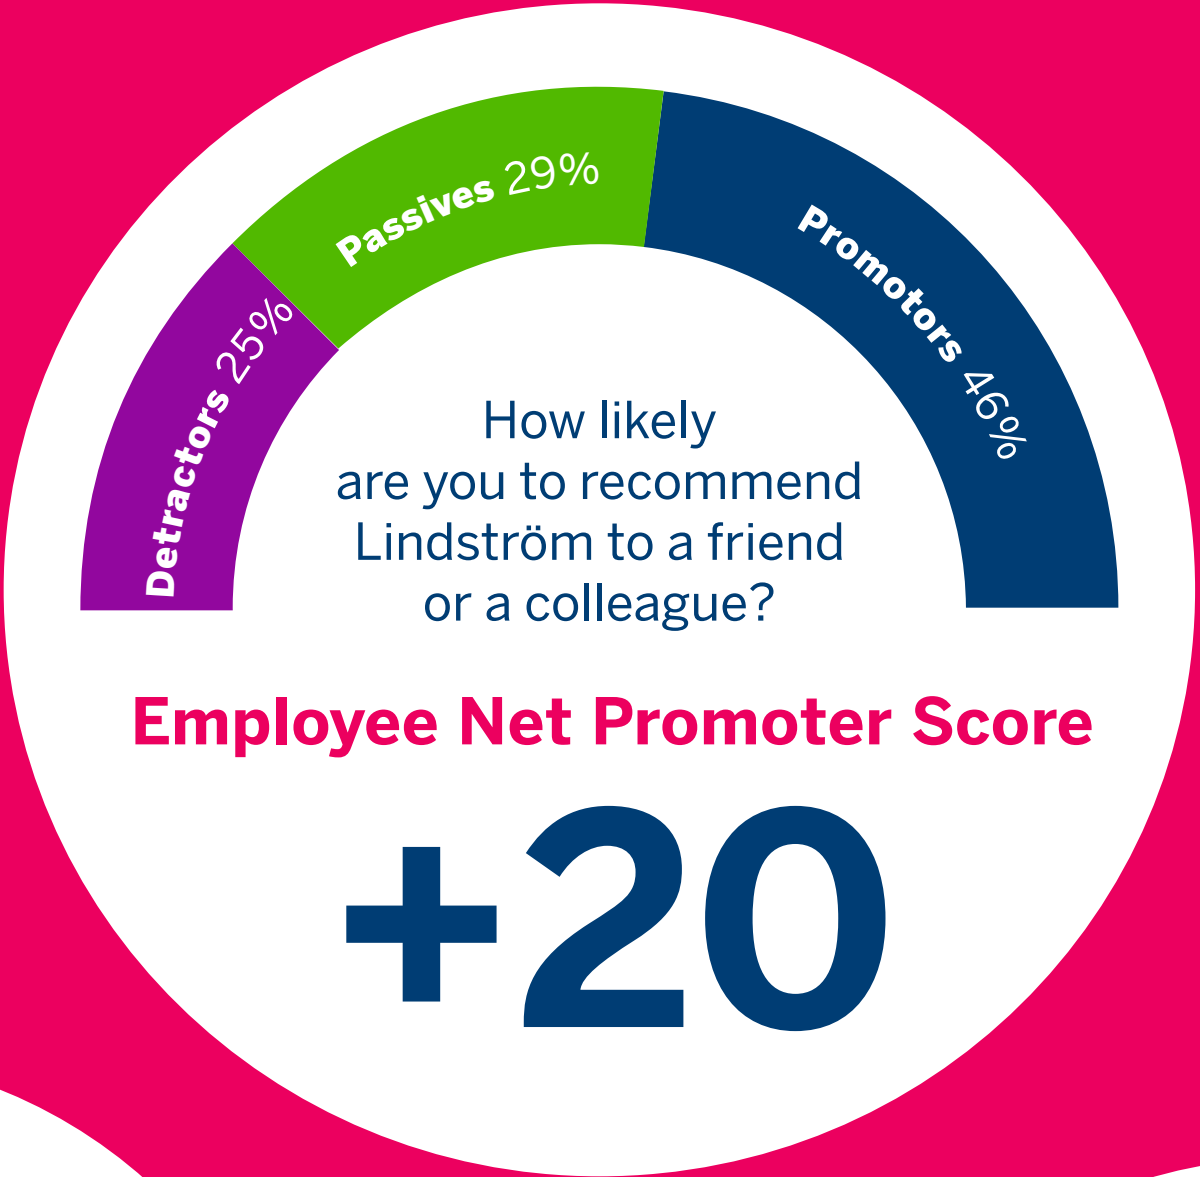 Detractors 25%
Passives 29%
Promotors 46%
How likely
are you to recommend
Lindström to a friend
or a colleague?
Employee Net Promoter Score
+20